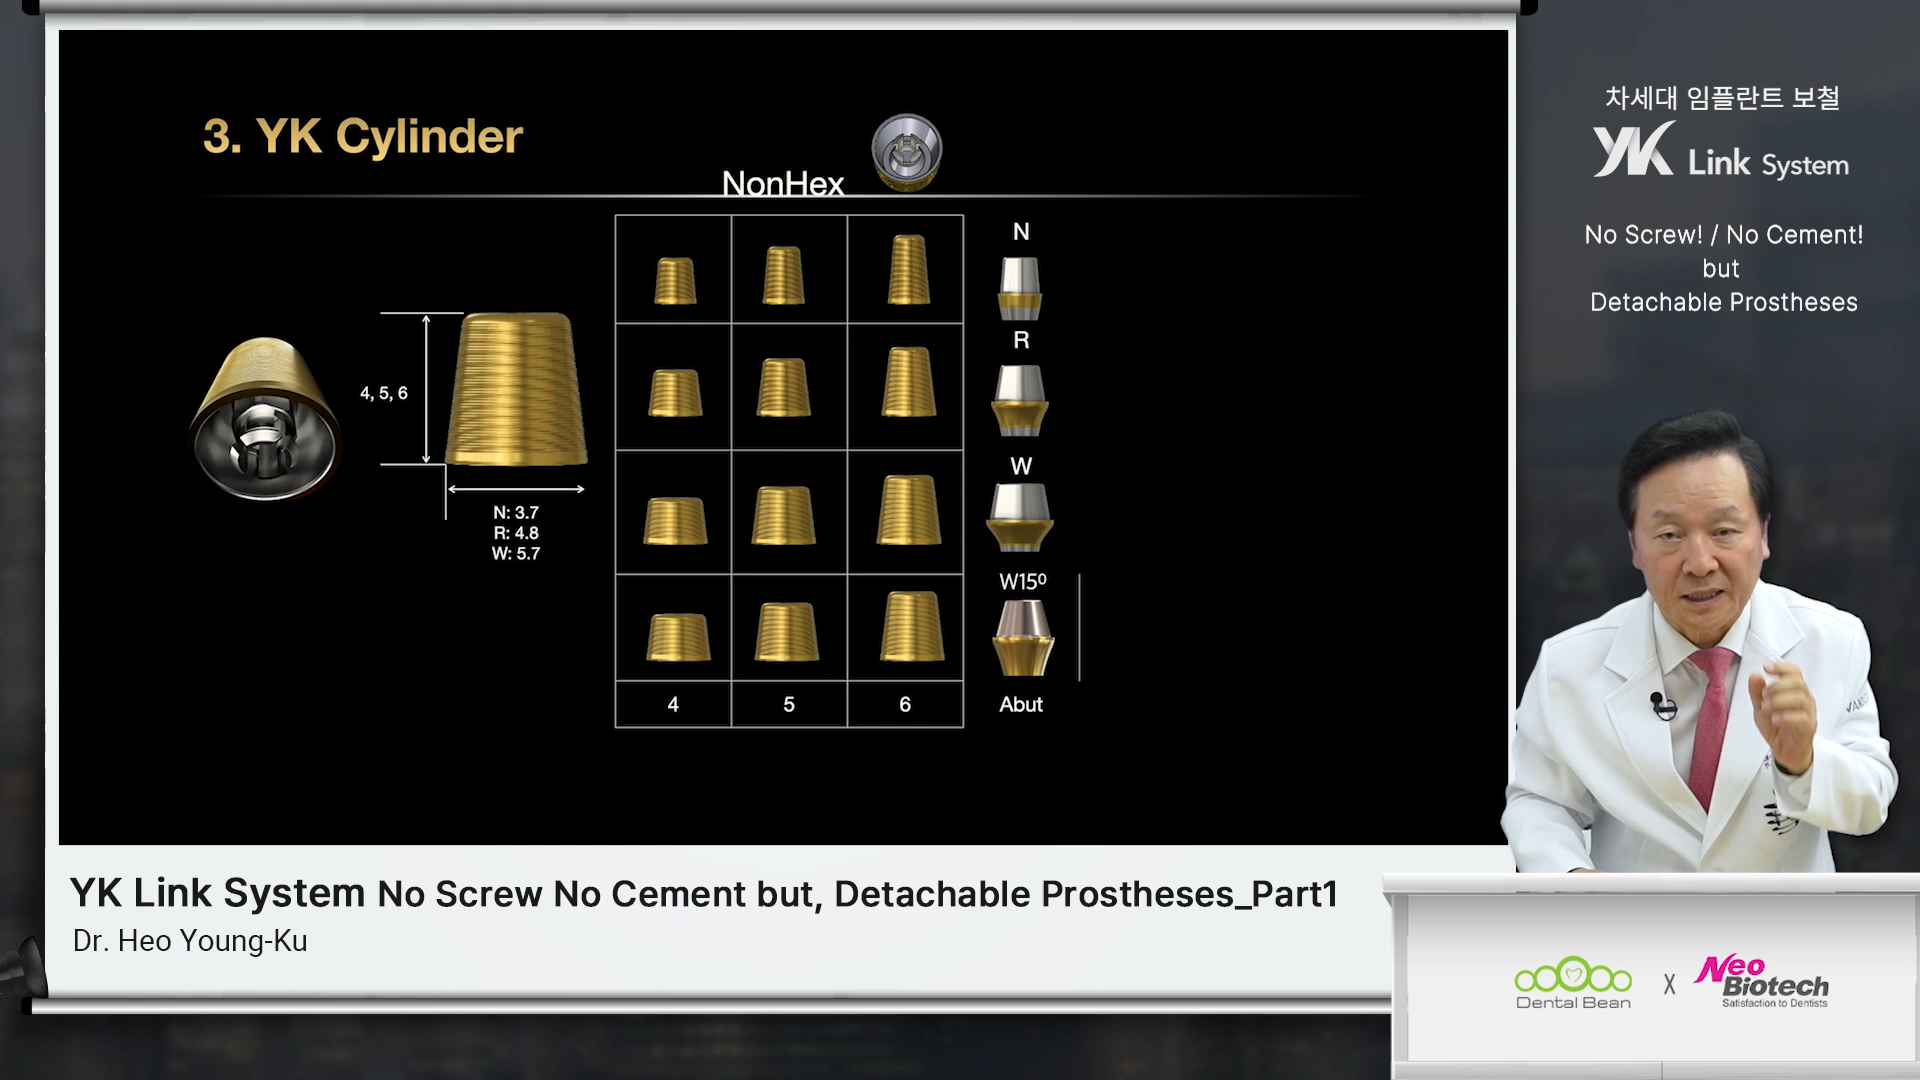 3. YK Cylinder
NonHex
4, 5, 6
N: 3.7
R: 4.8
W: 5.7
N
R
W
W15º
4 5 6 Abut
차세대 임플란트 보철
YK Link System
No Screw! / No Cement!
but
Detachable Prostheses
YK Link System No Screw No Cement but, Detachable Prostheses_Part1
Dr. Heo Young-Ku
Dental Bean
X
Neo
Biotech
Satisfaction to Dentists